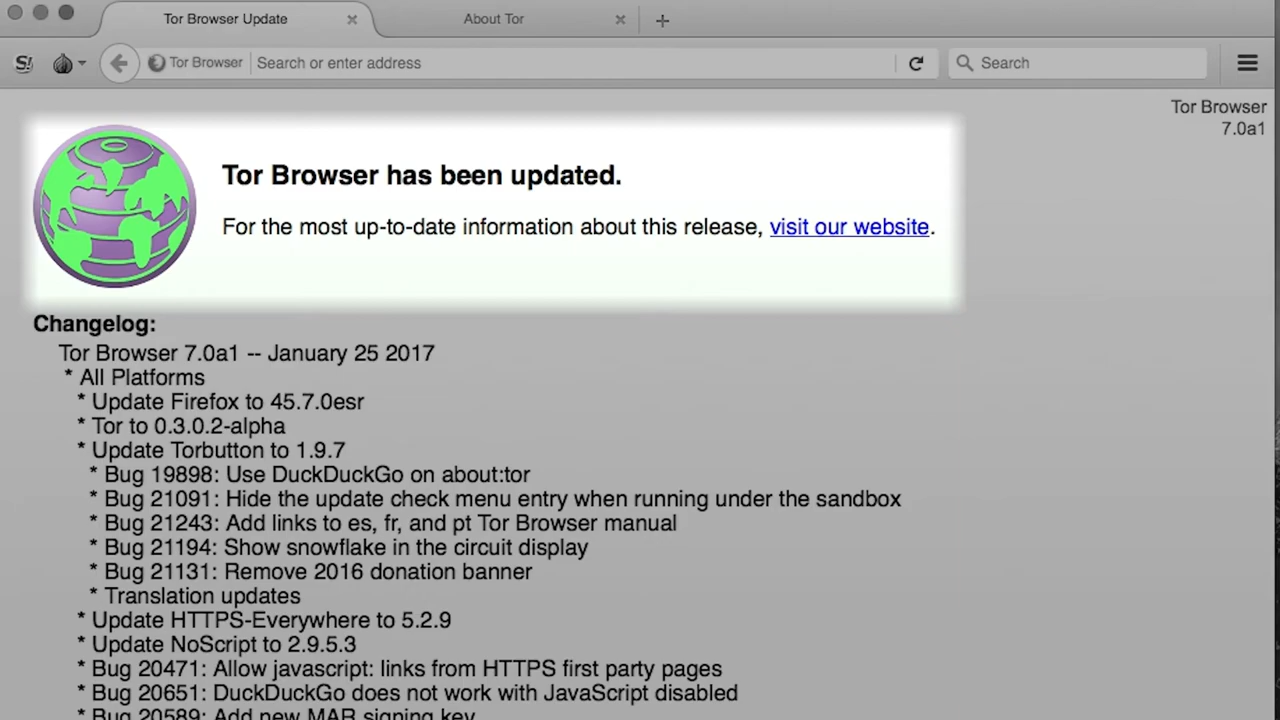 Tor Browser Update
About Tor
S!
Tor Browser
Search or enter address
Search
Tor Browser
7.0a1
Tor Browser has been updated.
For the most up-to-date information about this release, visit our website.
Changelog:
Tor Browser 7.0a1 -- January 25 2017
* All Platforms
* Update Firefox to 45.7.0esr
* Tor to 0.3.0.2-alpha
* Update Torbutton to 1.9.7
* Bug 19898: Use DuckDuckGo on about:tor
* Bug 21091: Hide the update check menu entry when running under the sandbox
* Bug 21243: Add links to es, fr, and pt Tor Browser manual
* Bug 21194: Show snowflake in the circuit display
* Bug 21131: Remove 2016 donation banner
* Translation updates
* Update HTTPS-Everywhere to 5.2.9
* Update NoScript to 2.9.5.3
* Bug 20471: Allow javascript: links from HTTPS first party pages
* Bug 20651: DuckDuckGo does not work with JavaScript disabled
* Bug 20589: Add new MAR signing key